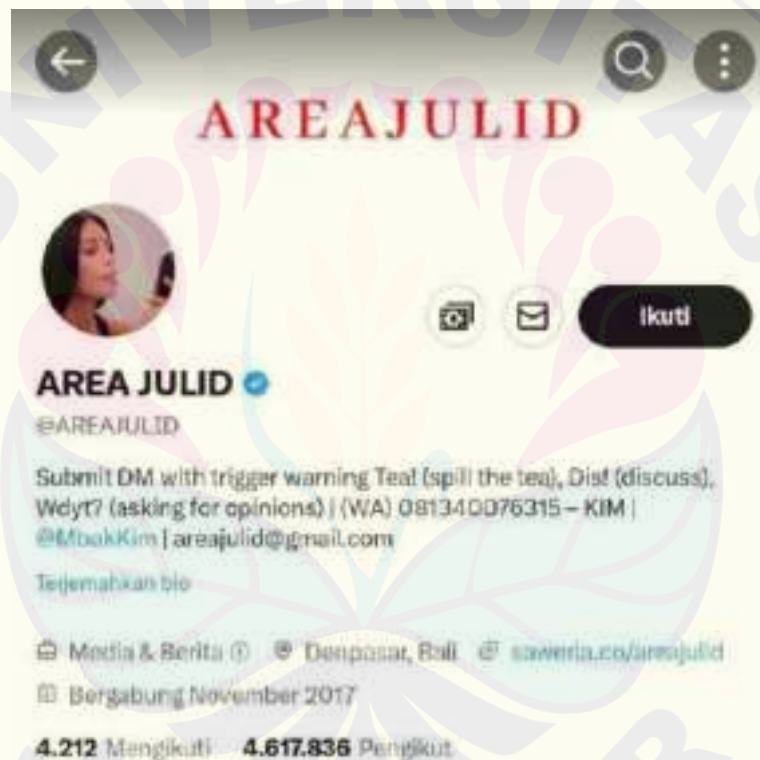 UNIVERSITAS
AREAJULID
Ikuti
AREA JULID
@AREAJULID
Submit DM with trigger warning Tea! (spill the tea), Dis! (discuss),
Wdyt? (asking for opinions) | (WA) 081340076315 – KIM |
@MbakKim | areajulid@gmail.com
Terjemahkan bio
Media & Berita Denpasar, Bali saweria.co/areajulid
Bergabung November 2017
4.212 Mengikuti 4.617.836 Pengikut